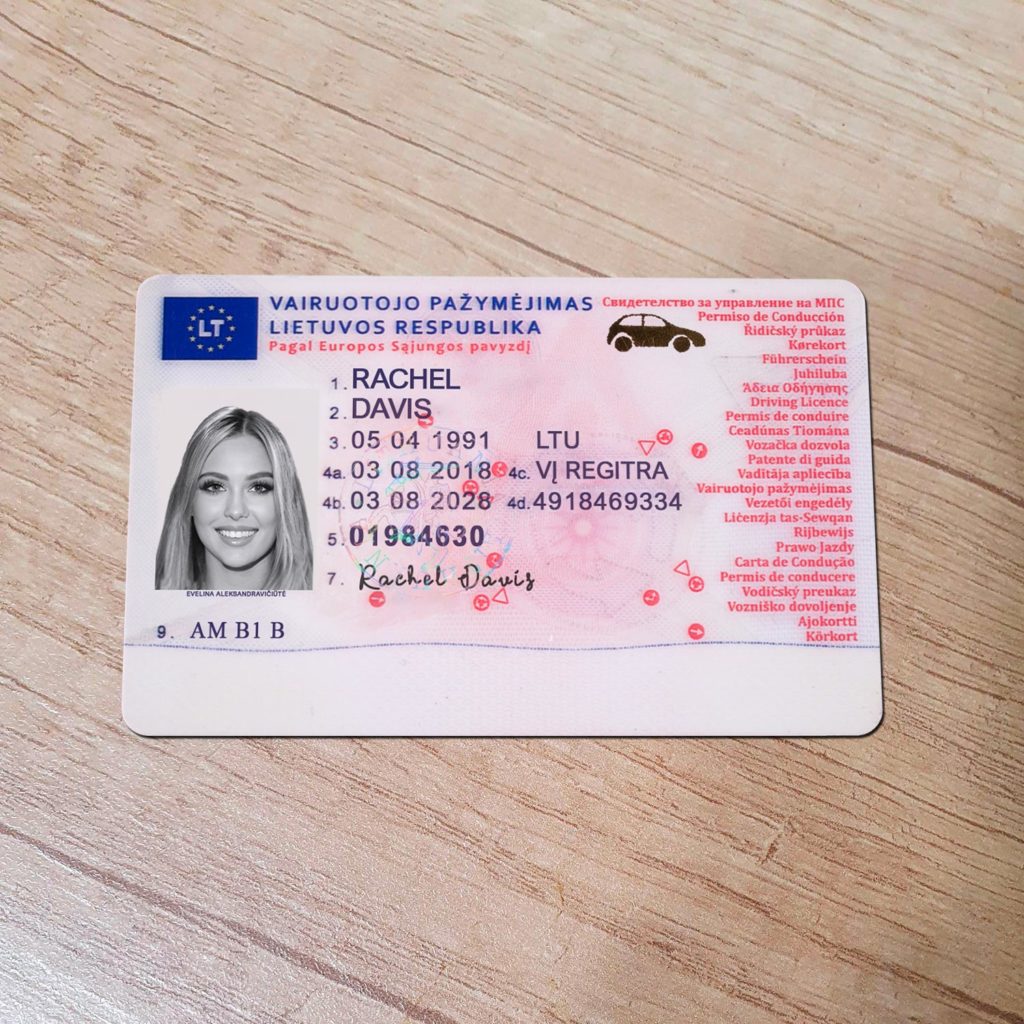 LT
VAIRUOTOJO PAŽYMĖJIMAS
LIETUVOS RESPUBLIKA
Pagal Europos Sąjungos pavyzdį
1. RACHEL
2. DAVIS
3. 05 04 1991 LTU
4a. 03 08 2018 4c. VĮ REGITRA
4b. 03 08 2028 4d. 4918469334
5. 01984630
7. Rachel Davis
EVELINA ALEKSANDRAVIČIŪTĖ
9. AM B1 B
Свидетелство за управление на МПС
Permiso de Conducción
Řidičský průkaz
Kørekort
Führerschein
Juhiluba
Άδεια Οδήγησης
Driving Licence
Permis de conduire
Ceadúnas Tiomána
Vozačka dozvola
Patente di guida
Vadītāja apliecība
Vairuotojo pažymėjimas
Vezetői engedély
Liċenzja tas-Sewqan
Rijbewijs
Prawo Jazdy
Carta de Condução
Permis de conducere
Vodičský preukaz
Vozniško dovoljenje
Ajokortti
Körkort